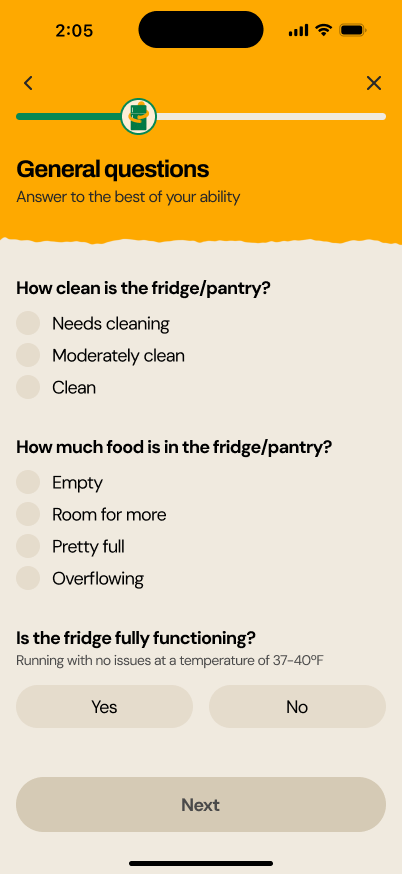 2:05
General questions
Answer to the best of your ability
How clean is the fridge/pantry?
Needs cleaning
Moderately clean
Clean
How much food is in the fridge/pantry?
Empty
Room for more
Pretty full
Overflowing
Is the fridge fully functioning?
Running with no issues at a temperature of 37-40°F
Yes
No
Next